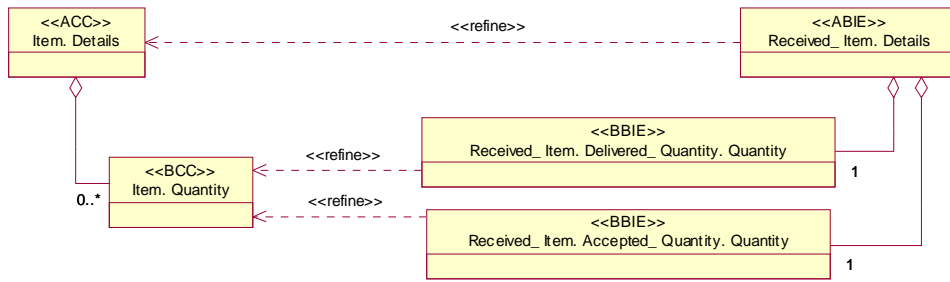 <<ACC>>
Item. Details
<<refine>>
<<ABIE>>
Received_ Item. Details
<<BBIE>>
Received_ Item. Delivered_ Quantity. Quantity
1
<<refine>>
<<BCC>>
Item. Quantity
0..*
<<refine>>
<<BBIE>>
Received_ Item. Accepted_ Quantity. Quantity
1